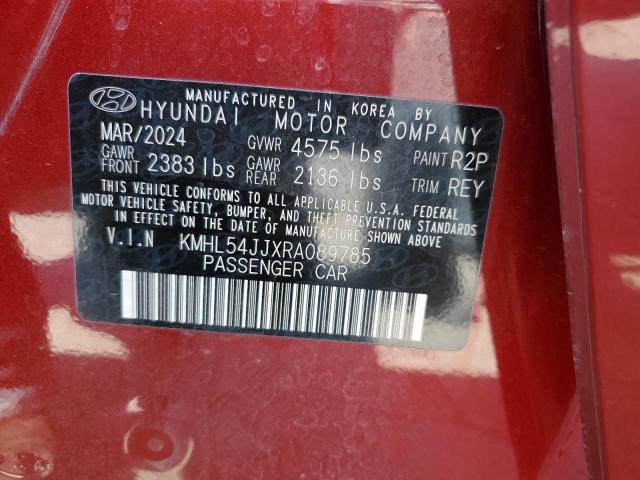 MANUFACTURED IN KOREA BY
HYUNDAI MOTOR COMPANY
MAR/2024 GVWR 4575 lbs PAINT R2P
GAWR FRONT 2383 lbs GAWR REAR 2136 lbs TRIM REY
THIS VEHICLE CONFORMS TO ALL APPLICABLE U.S.A. FEDERAL
MOTOR VEHICLE SAFETY, BUMPER, AND THEFT PREVENTION STANDARDS
IN EFFECT ON THE DATE OF MANUFACTURE SHOWN ABOVE.
V.I.N KMHL54JJXRA089785
PASSENGER CAR